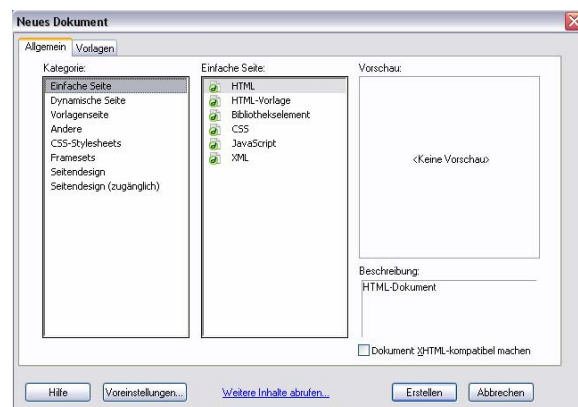 Neues Dokument
Allgemein Vorlagen
Kategorie:
Einfache Seite
Dynamische Seite
Vorlagenseite
Andere
CSS-Stylesheets
Framesets
Seitendesign
Seitendesign (zugänglich)
Einfache Seite:
HTML
HTML-Vorlage
Bibliothekselement
CSS
JavaScript
XML
Vorschau:
<Keine Vorschau>
Beschreibung:
HTML-Dokument
Dokument XHTML-kompatibel machen
Hilfe Voreinstellungen... Weitere Inhalte abrufen... Erstellen Abbrechen